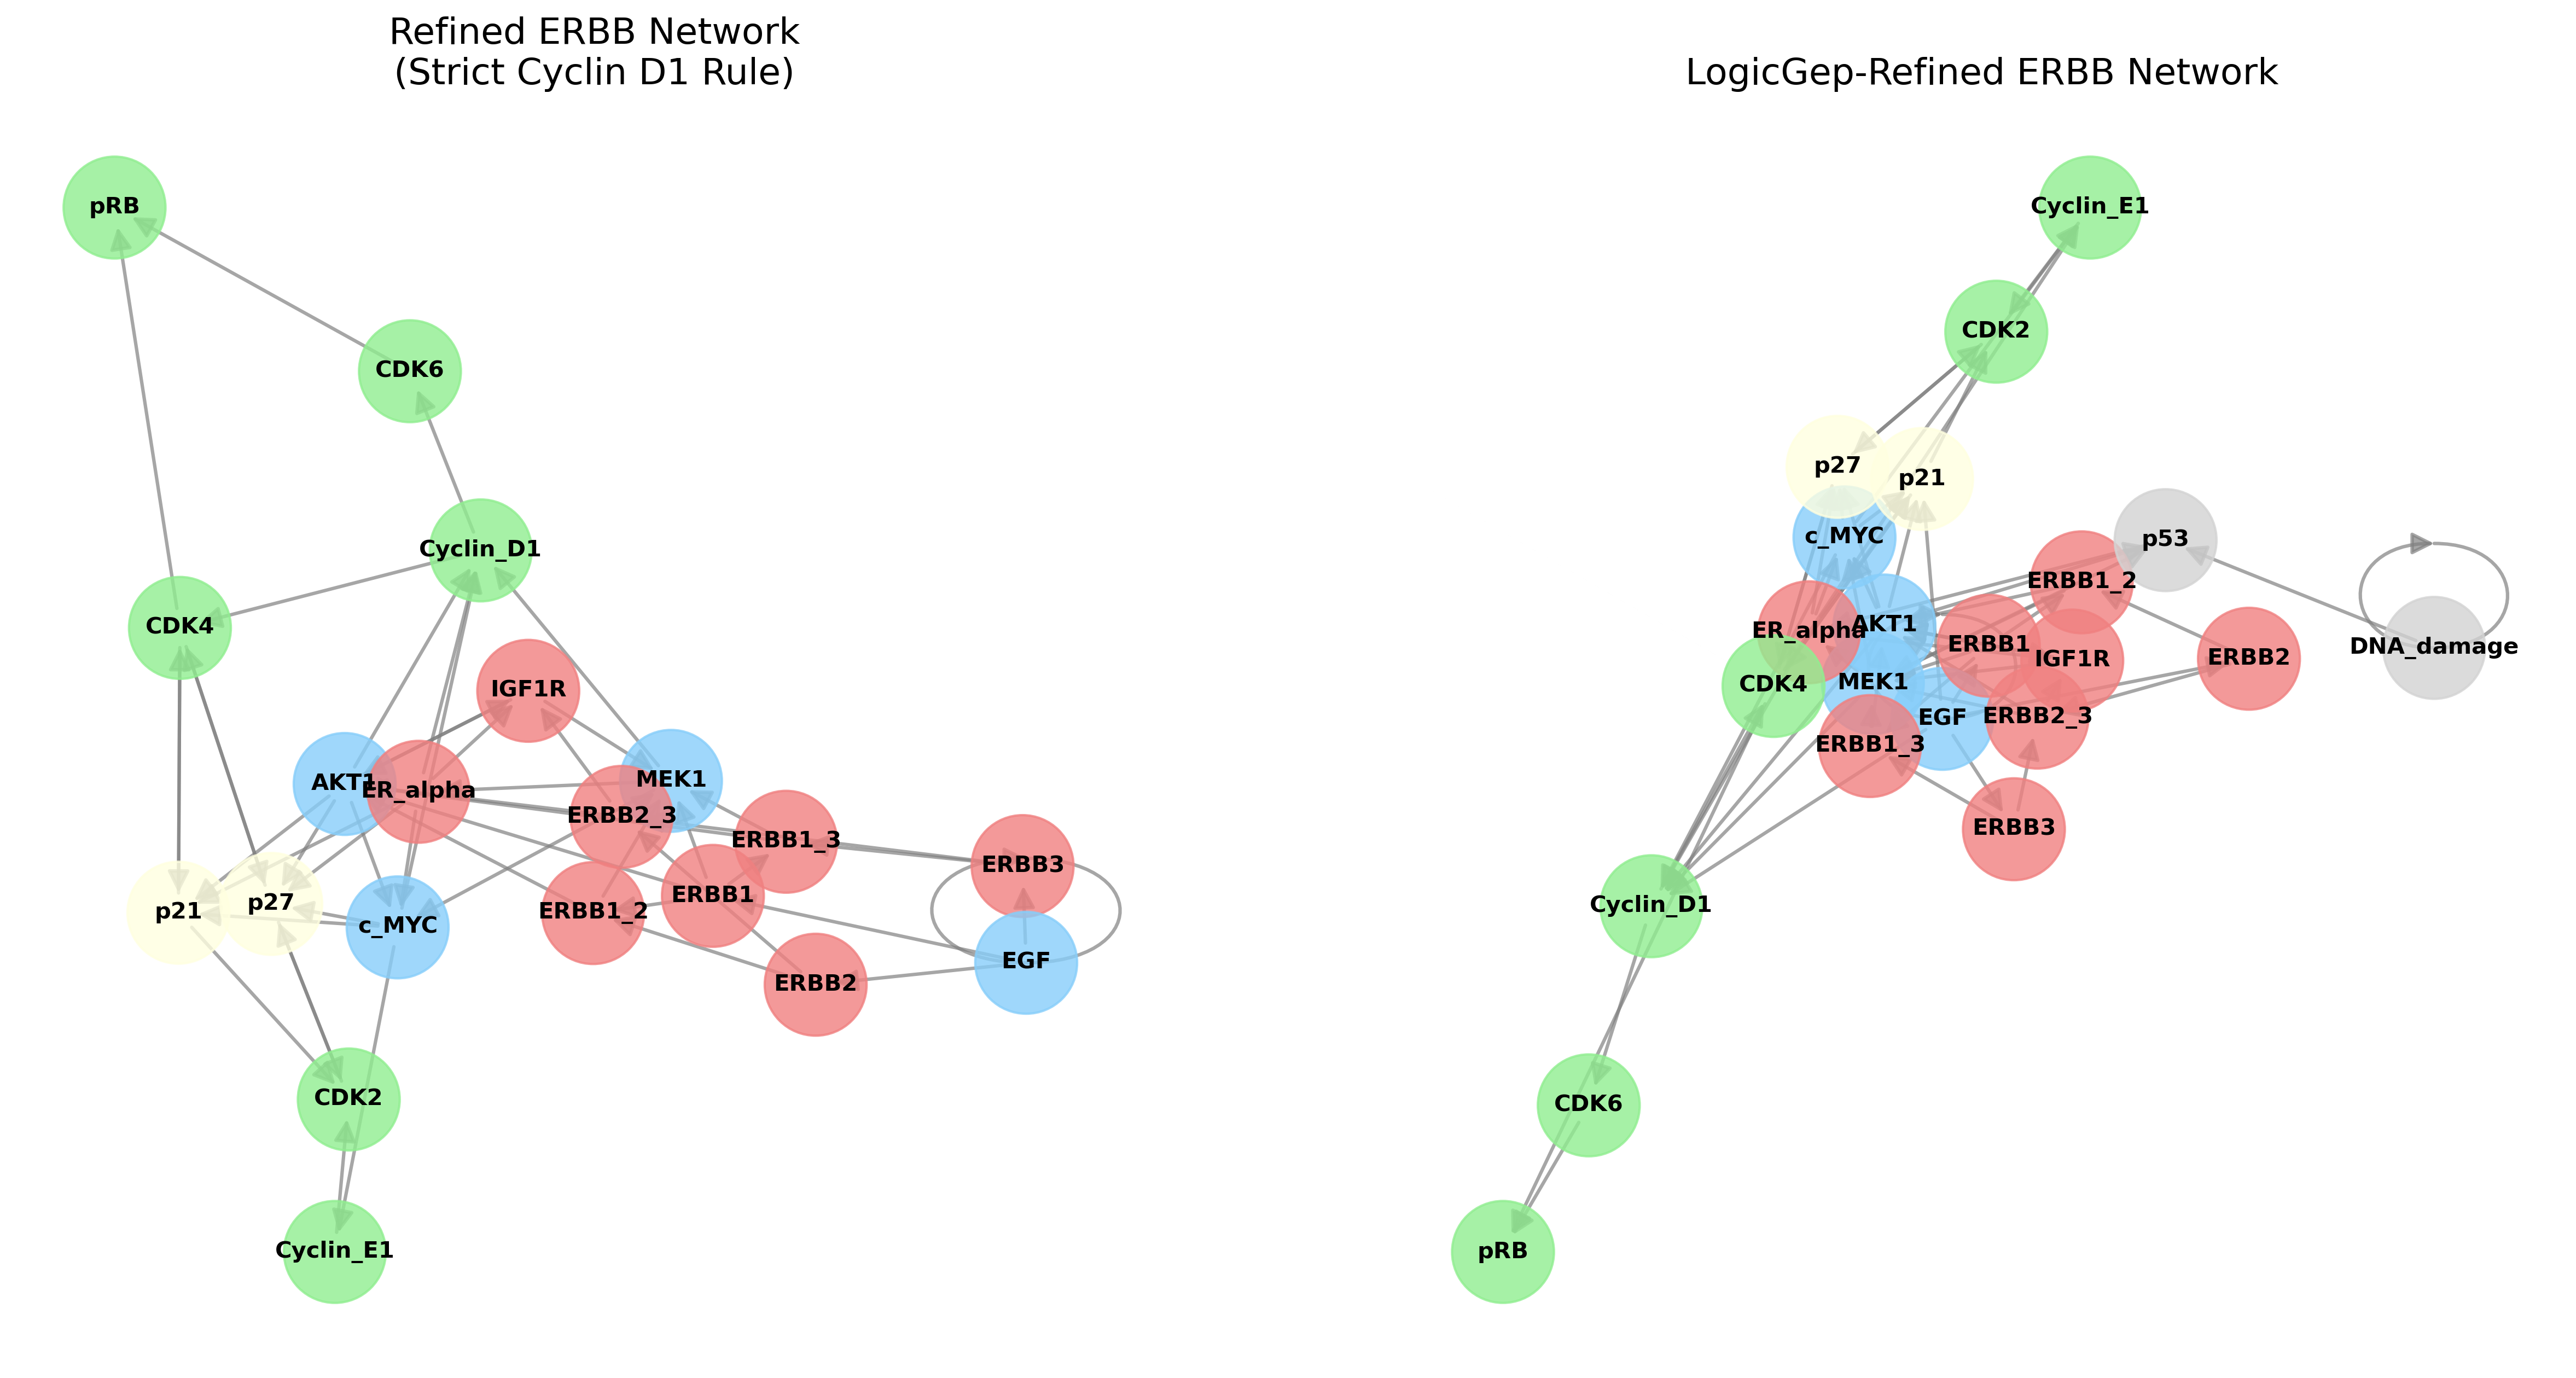 Refined ERBB Network
(Strict Cyclin D1 Rule)
pRB
CDK6
Cyclin_D1
CDK4
IGF1R
AKT1
ER_alpha
MEK1
ERBB2_3
ERBB1_3
ERBB3
ERBB1
p27
p21
ERBB1_2
c_MYC
EGF
ERBB2
CDK2
Cyclin_E1
LogicGep-Refined ERBB Network
Cyclin_E1
CDK2
p27
p21
c_MYC
p53
ERBB1_2
AKT1
ER_alpha
ERBB1
DNA_damage
ERBB2
IGF1R
MEK1
CDK4
ERBB2_3
EGF
ERBB1_3
ERBB3
Cyclin_D1
CDK6
pRB